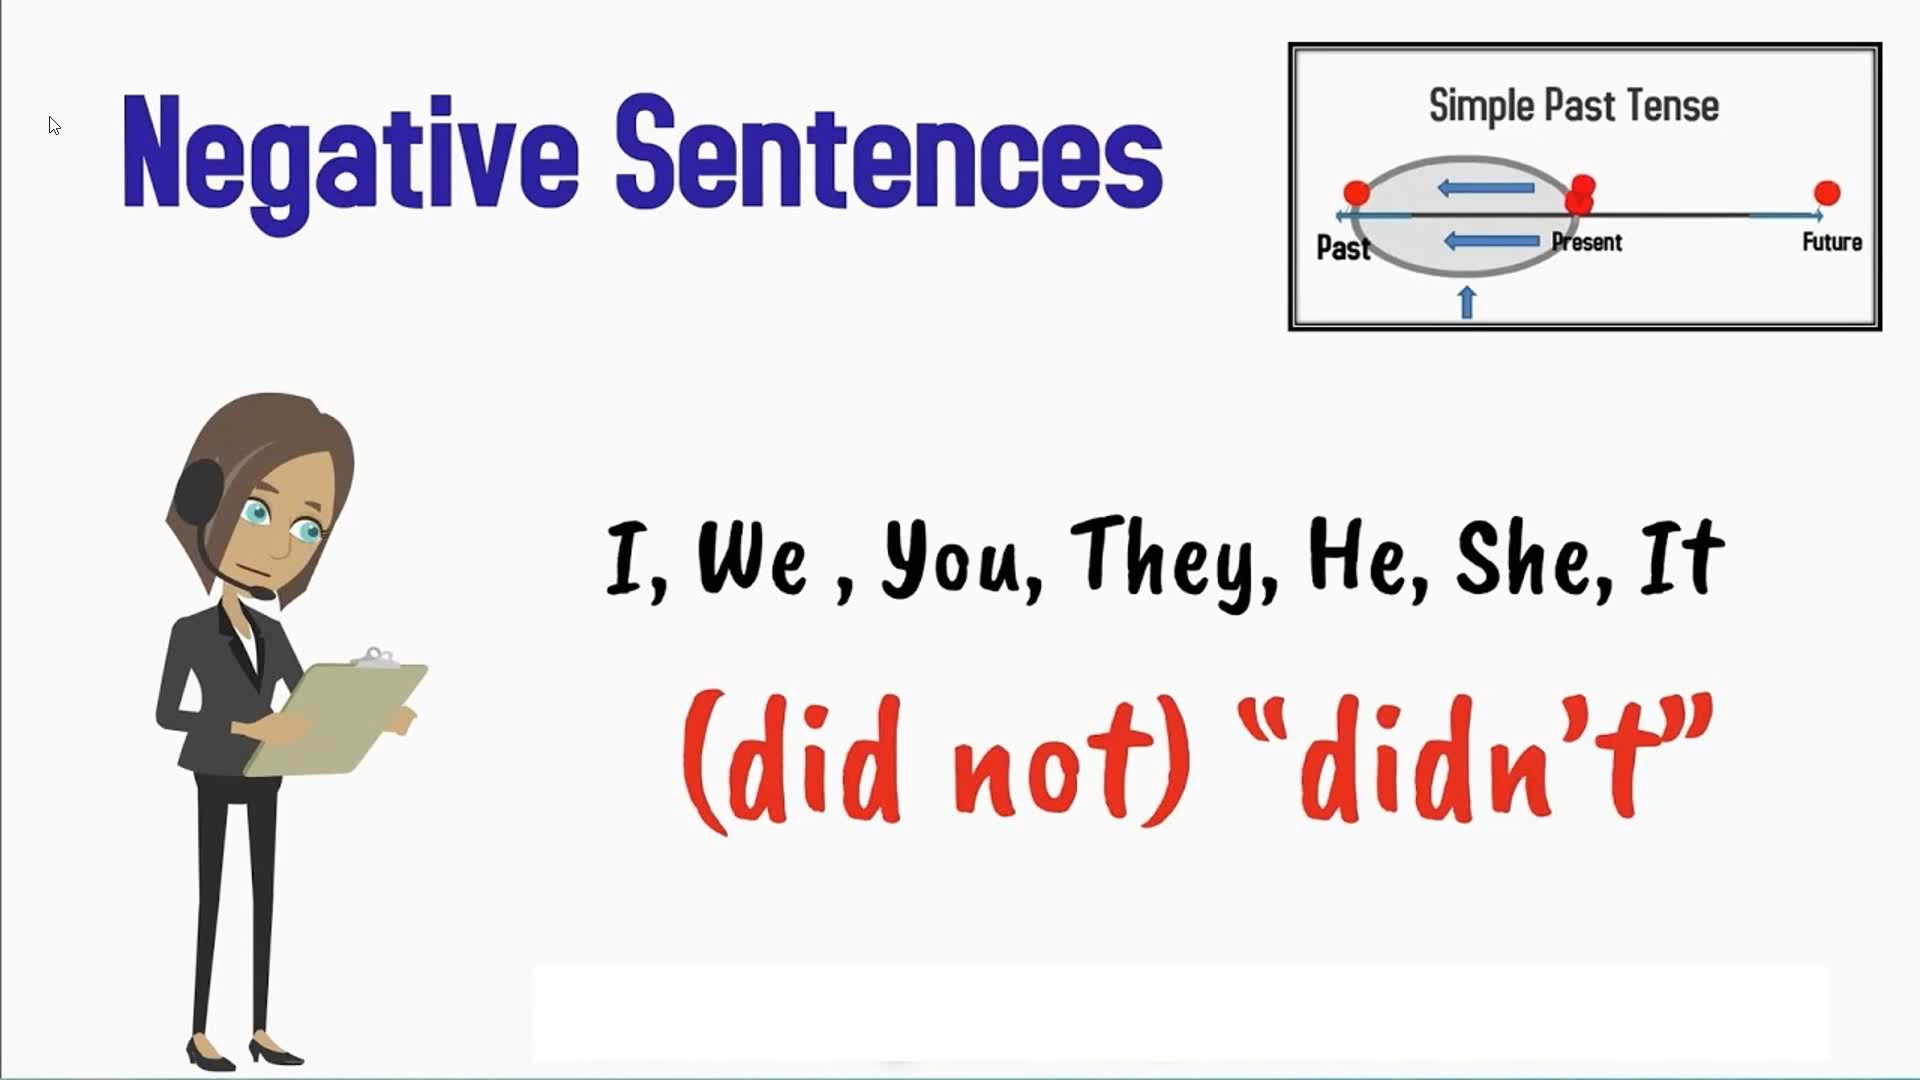 Negative Sentences
Simple Past Tense
Past Present Future
I, We , You, They, He, She, It
(did not) “didn’t”